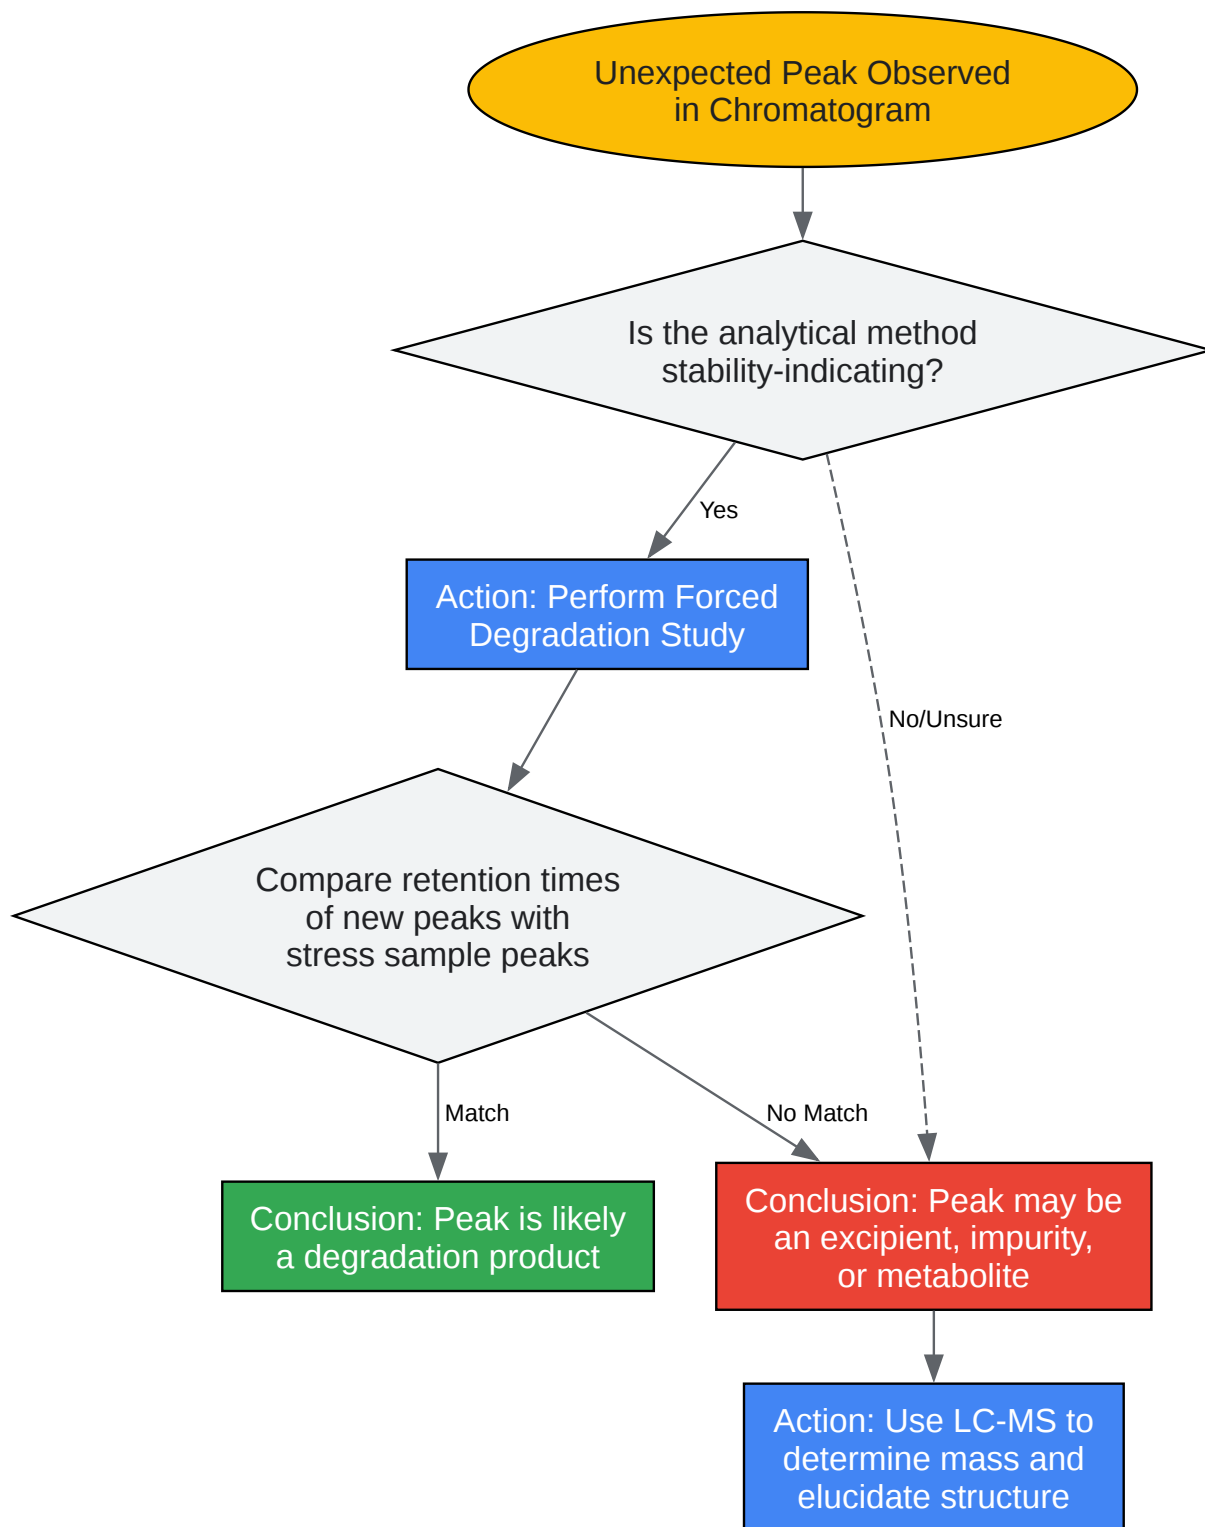 Unexpected Peak Observed
in Chromatogram
Is the analytical method
stability-indicating?
Yes
Action: Perform Forced
Degradation Study
No/Unsure
Compare retention times
of new peaks with
stress sample peaks
Match
No Match
Conclusion: Peak is likely
a degradation product
Conclusion: Peak may be
an excipient, impurity,
or metabolite
Action: Use LC-MS to
determine mass and
elucidate structure